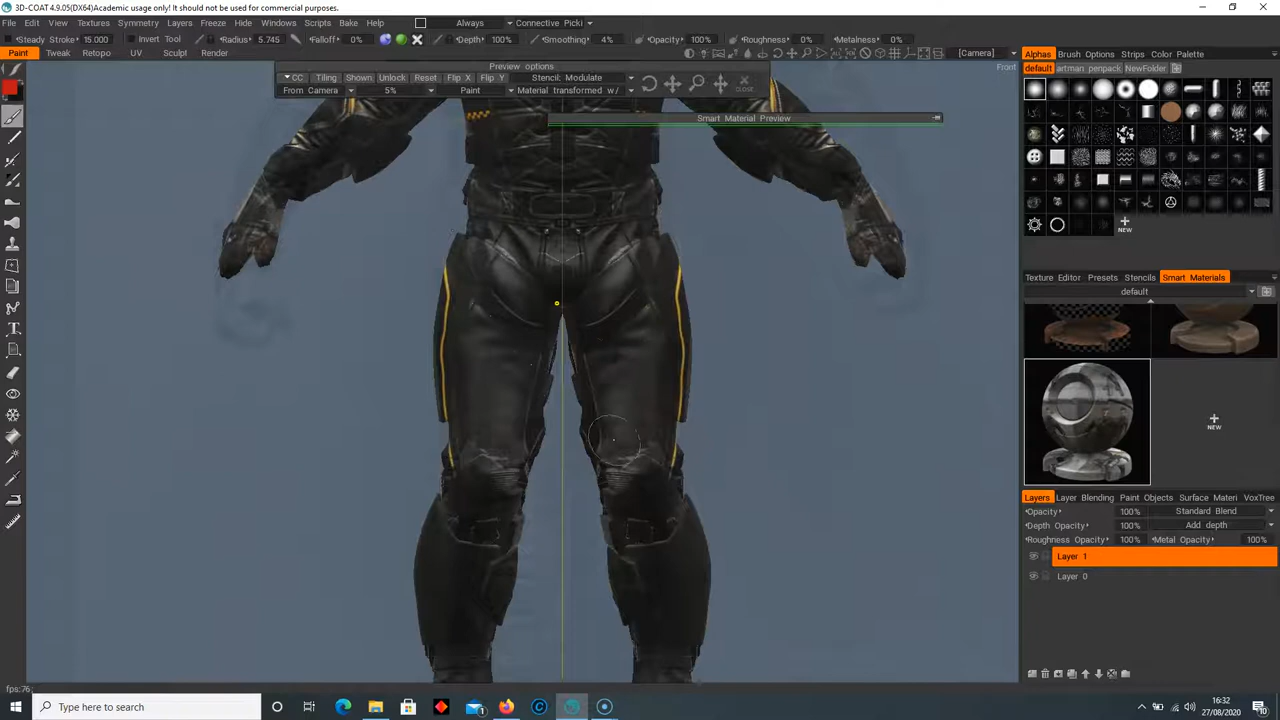 3D-COAT 4.9.05(DX64)Academic usage only! It should not be used for commercial purposes.
File Edit View Textures Symmetry Layers Freeze Hide Windows Scripts Bake Help Always Connective Picki
Steady Stroke 15.000 Invert Tool Radius 5.745 Falloff 0% Depth 100% Smoothing 4% Opacity 100% Roughness 0% Metalness 0%
Paint Tweak Retopo UV Sculpt Render [Camera]
Front
Preview options
CC Tiling Shown Unlock Reset Flip X Flip Y Stencil: Modulate
From Camera 5% Paint Material transformed w/ CLOSE
Smart Material Preview
Alphas Brush Options Strips Color Palette
default artman penpack NewFolder
NEW
Texture Editor Presets Stencils Smart Materials
default
NEW
Layers Layer Blending Paint Objects Surface Materi VoxTree
Opacity 100% Standard Blend
Depth Opacity 100% Add depth
Roughness Opacity 100% Metal Opacity 100%
Layer 1
Layer 0
fps:76
Type here to search
1
16:32
27/08/2020
10